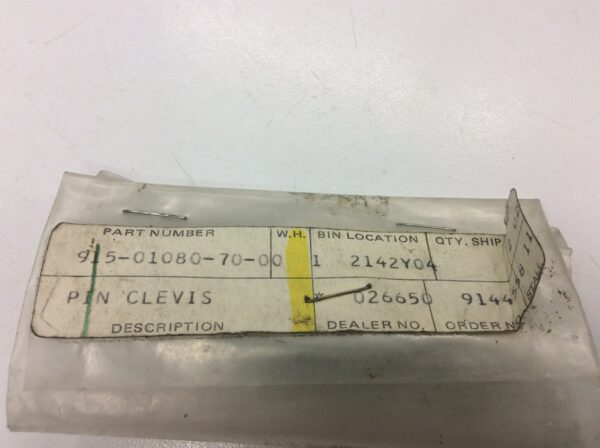 PART NUMBER W.H. BIN LOCATION QTY. SHIP
915-01080-70-00 1 2142Y04
PIN CLEVIS 026650 9144
DESCRIPTION DEALER NO. ORDER